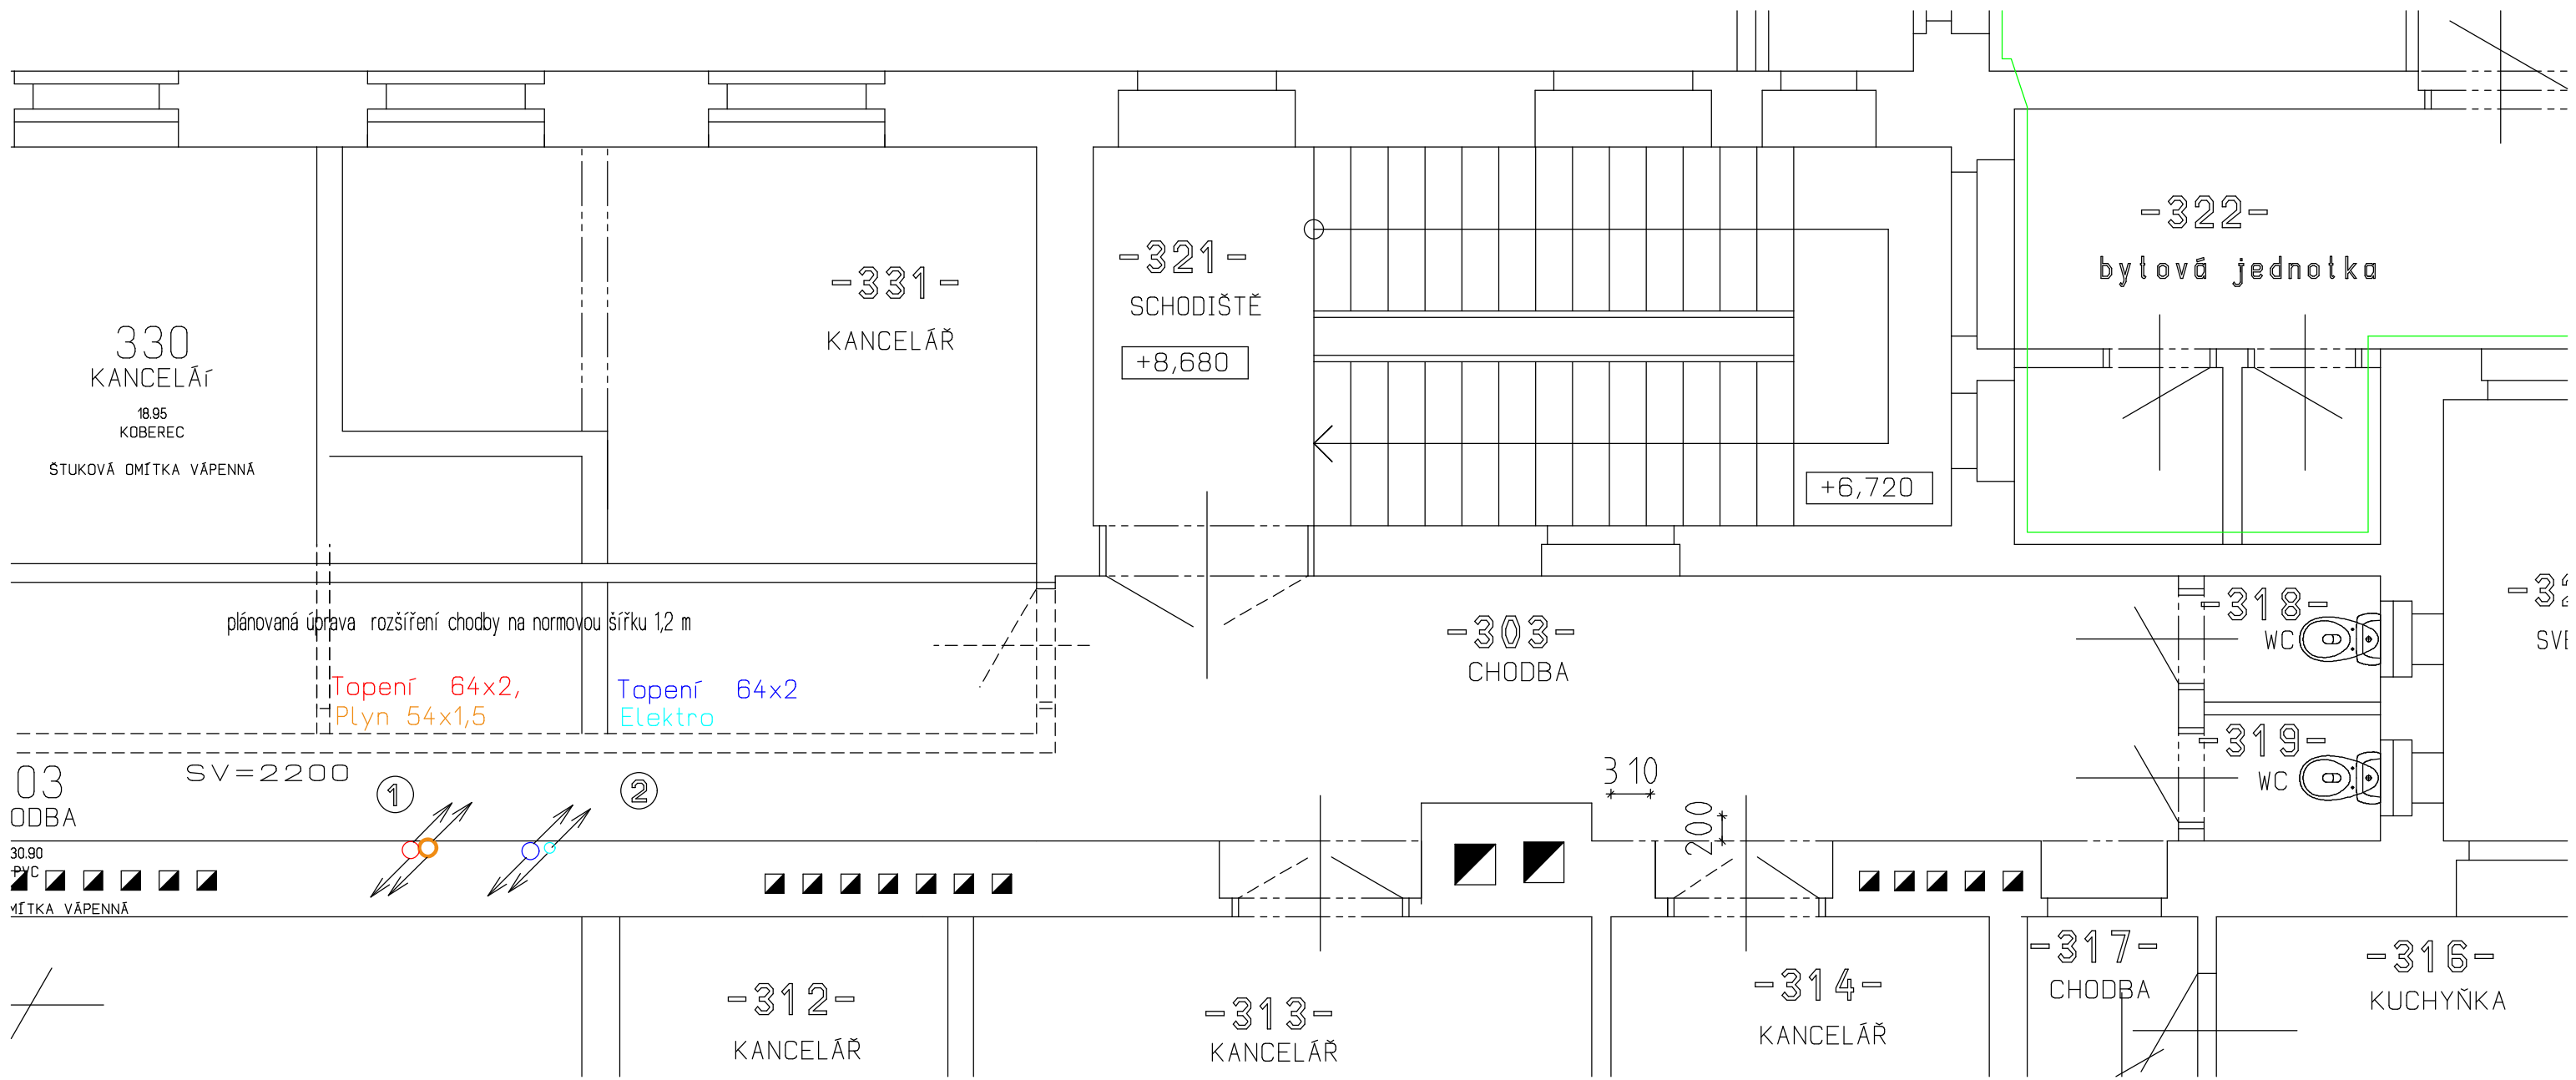 -322-
bytová jednotka
-321-
SCHODIŠTĚ
+8,680
-331-
KANCELÁŘ
330
KANCELÁŕ
18.95
KOBEREC
ŠTUKOVÁ OMÍTKA VÁPENNÁ
+6,720
plánovaná úprava rozšíření chodby na normovou šířku 1,2 m
-303-
CHODBA
-318-
WC
Topení 64x2,
Plyn 54x1,5
Topení 64x2
Elektro
-319-
WC
SV=2200
03
ODBA
1
2
310
200
30.90
PVC
MÍTKA VÁPENNÁ
-312-
KANCELÁŘ
-313-
KANCELÁŘ
-314-
KANCELÁŘ
-317-
CHODBA
-316-
KUCHYŇKA